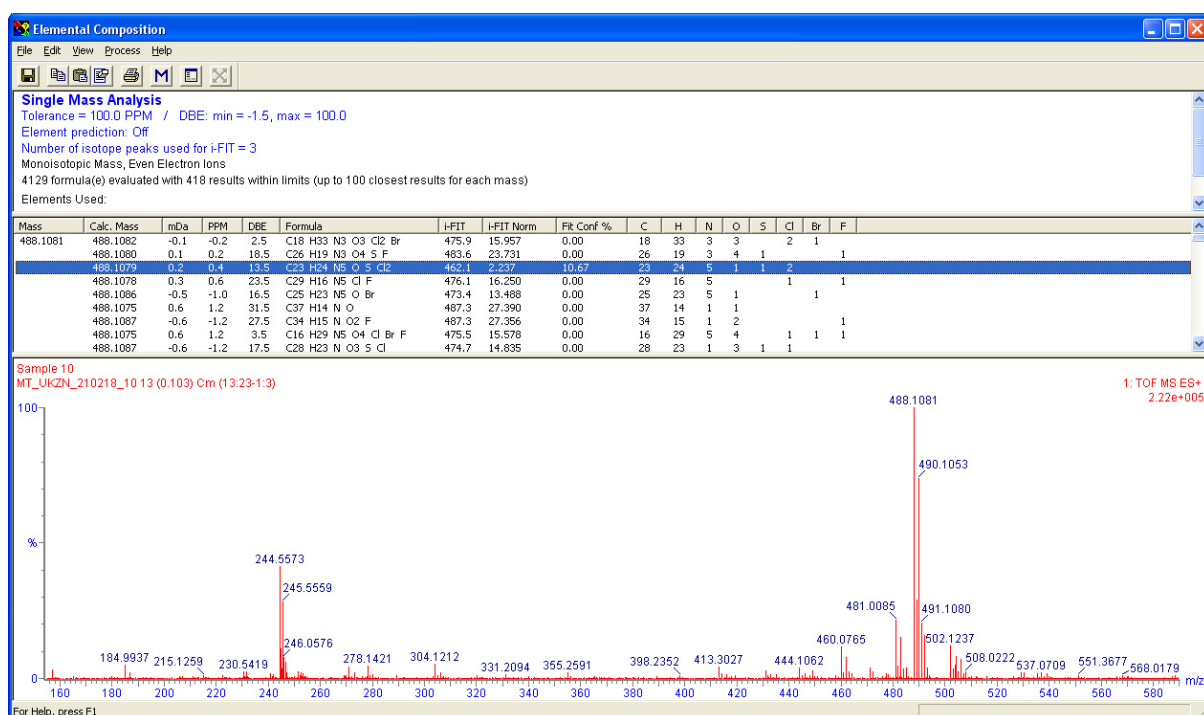 Elemental Composition
File Edit View Process Help
M
Single Mass Analysis
Tolerance = 100.0 PPM / DBE: min = -1.5, max = 100.0
Element prediction: Off
Number of isotope peaks used for i-FIT = 3
Monoisotopic Mass, Even Electron Ions
4129 formula(e) evaluated with 418 results within limits (up to 100 closest results for each mass)
Elements Used:
Mass Calc. Mass mDa PPM DBE Formula i-FIT i-FIT Norm Fit Conf % C H N O S Cl Br F
488.1081 488.1082 -0.1 -0.2 2.5 C18 H33 N3 O3 Cl2 Br 475.9 15.957 0.00 18 33 3 3 2 1
488.1080 0.1 0.2 18.5 C26 H19 N3 O4 S F 483.6 23.731 0.00 26 19 3 4 1 1
488.1079 0.2 0.4 13.5 C23 H24 N5 O S Cl2 462.1 2.237 10.67 23 24 5 1 1 2
488.1078 0.3 0.6 23.5 C29 H16 N5 Cl F 476.1 16.250 0.00 29 16 5 1 1
488.1086 -0.5 -1.0 16.5 C25 H23 N5 O Br 473.4 13.488 0.00 25 23 5 1 1
488.1075 0.6 1.2 31.5 C37 H14 N O 487.3 27.390 0.00 37 14 1 1
488.1087 -0.6 -1.2 27.5 C34 H15 N O2 F 487.3 27.356 0.00 34 15 1 2 1
488.1075 0.6 1.2 3.5 C16 H29 N5 O4 Cl Br F 475.5 15.578 0.00 16 29 5 4 1 1 1
488.1087 -0.6 -1.2 17.5 C28 H23 N O3 S Cl 474.7 14.835 0.00 28 23 1 3 1 1
Sample 10
MT_UKZN_210218_10 13 (0.103) Cm (13:23-1:3)
1: TOF MS ES+
2.22e+005
100
%
0
488.1081
490.1053
244.5573
245.5559
481.0085
491.1080
246.0576
460.0765
502.1237
184.9937
215.1259
230.5419
278.1421
304.1212
331.2094
355.2591
398.2352
413.3027
444.1062
508.0222
537.0709
551.3677
568.0179
160 180 200 220 240 260 280 300 320 340 360 380 400 420 440 460 480 500 520 540 560 580 m/z
For Help, press F1